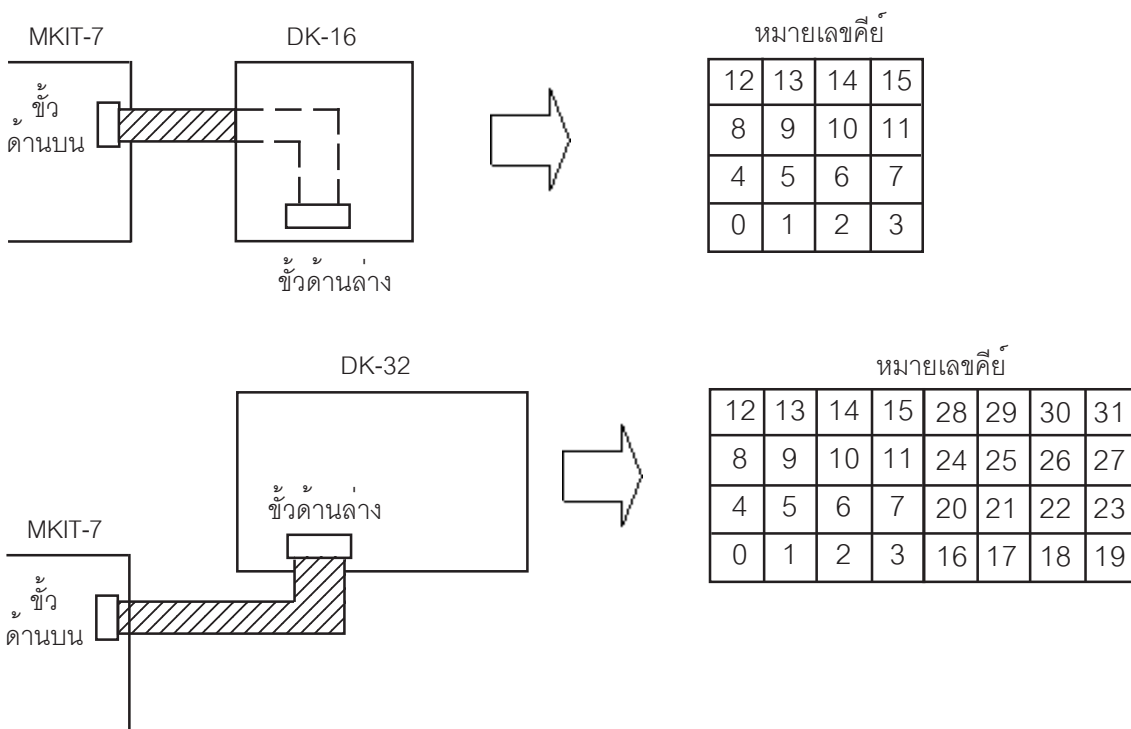 MKIT-7
DK-16
หมายเลขคีย์
ขั้ว
ด้านบน
12 13 14 15
8 9 10 11
4 5 6 7
0 1 2 3
ขั้วด้านล่าง
DK-32
หมายเลขคีย์
12 13 14 15 28 29 30 31
8 9 10 11 24 25 26 27
4 5 6 7 20 21 22 23
0 1 2 3 16 17 18 19
ขั้วด้านล่าง
MKIT-7
ขั้ว
ด้านบน